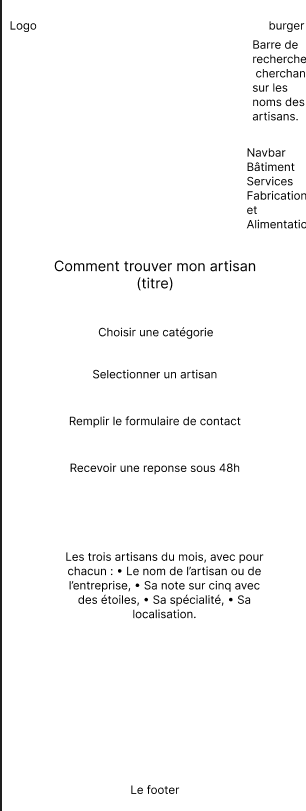 Logo
burger
Barre de
recherche
cherchan
sur les
noms des
artisans.
Navbar
Bâtiment
Services
Fabrication
et
Alimentatio
Comment trouver mon artisan
(titre)
Choisir une catégorie
Selectionner un artisan
Remplir le formulaire de contact
Recevoir une reponse sous 48h
Les trois artisans du mois, avec pour
chacun : • Le nom de l’artisan ou de
l’entreprise, • Sa note sur cinq avec
des étoiles, • Sa spécialité, • Sa
localisation.
Le footer